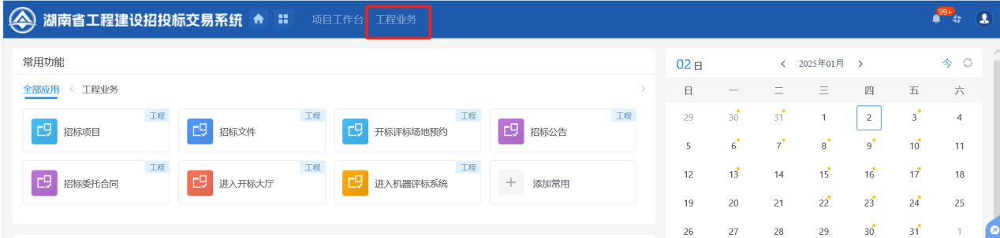 湖南省工程建设招投标交易系统 项目工作台 工程业务 99+
常用功能
全部应用 < 工程业务 >
工程 工程 工程 工程
招标项目 招标文件 开标评标场地预约 招标公告
工程 工程 工程
招标委托合同 进入开标大厅 进入机器评标系统 + 添加常用
02日 < 2025年01月 > 今
日 一 二 三 四 五 六
29 30 31 1 2 3 4
5 6 7 8 9 10 11
12 13 14 15 16 17 18
19 20 21 22 23 24 25
26 27 28 29 30 31 1